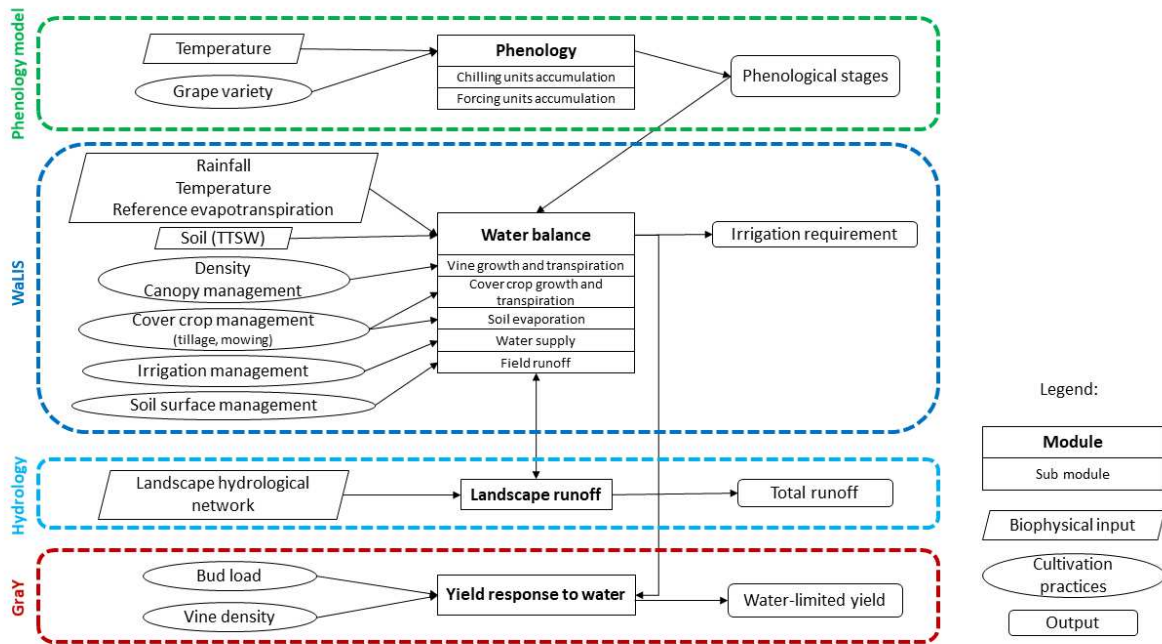 Phenology model
Temperature
Grape variety
Phenology
Chilling units accumulation
Forcing units accumulation
Phenological stages
WaLIS
Rainfall
Temperature
Reference evapotranspiration
Soil (TTSW)
Density
Canopy management
Cover crop management
(tillage, mowing)
Irrigation management
Soil surface management
Water balance
Vine growth and transpiration
Cover crop growth and
transpiration
Soil evaporation
Water supply
Field runoff
Irrigation requirement
Hydrology
Landscape hydrological
network
Landscape runoff
Total runoff
GraY
Bud load
Vine density
Yield response to water
Water-limited yield
Legend:
Module
Sub module
Biophysical input
Cultivation
practices
Output